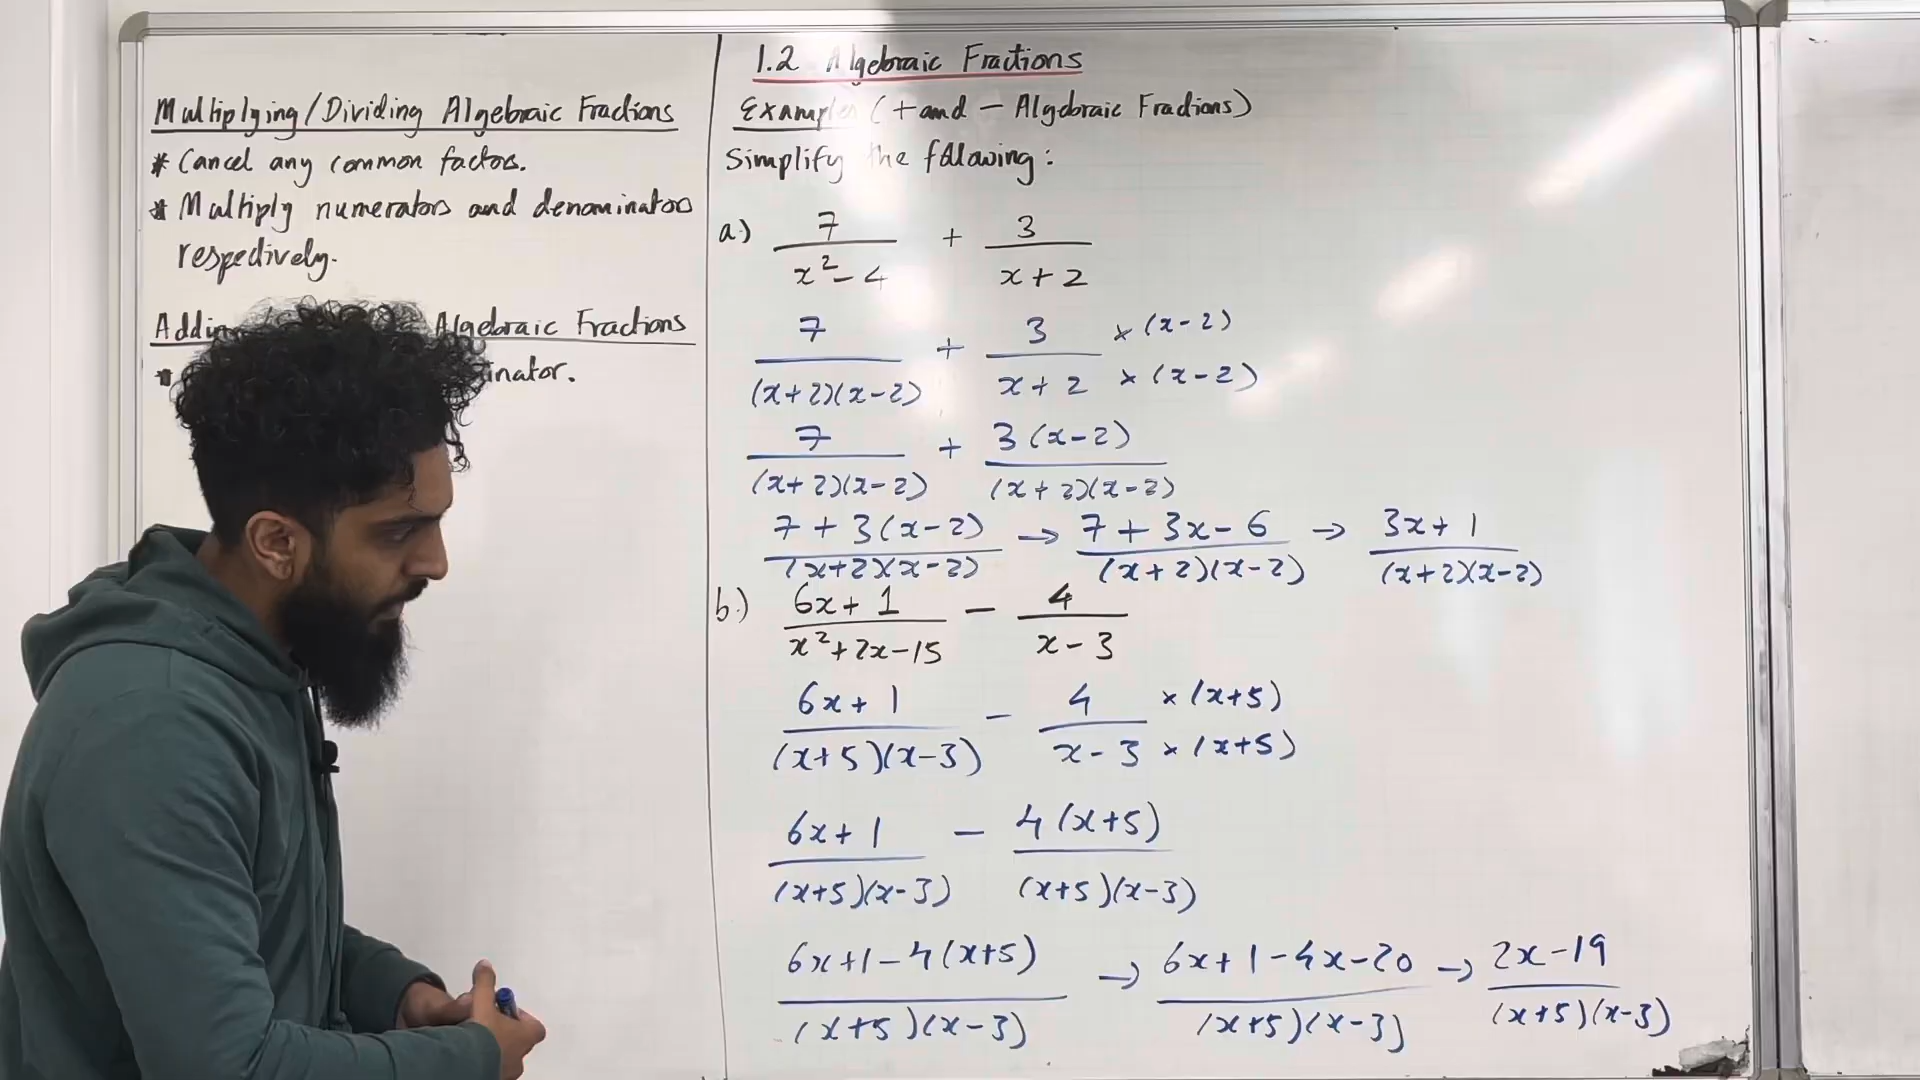 Multiplying/Dividing Algebraic Fractions
* Cancel any common factors.
* Multiply numerators and denominators
respectively.
Algebraic Fractions
1.2 Algebraic Fractions
Example (+ and - Algebraic Fractions)
Simplify the following:
a.) 7/(x²-4) + 3/(x+2)
7/((x+2)(x-2)) + 3/(x+2) ×(x-2) ×(x-2)
7/((x+2)(x-2)) + 3(x-2)/((x+2)(x-2))
(7+3(x-2))/((x+2)(x-2)) → (7+3x-6)/((x+2)(x-2)) → (3x+1)/((x+2)(x-2))
b.) (6x+1)/(x²+2x-15) - 4/(x-3)
(6x+1)/((x+5)(x-3)) - 4/(x-3) ×(x+5) ×(x+5)
(6x+1)/((x+5)(x-3)) - 4(x+5)/((x+5)(x-3))
(6x+1-4(x+5))/((x+5)(x-3)) → (6x+1-4x-20)/((x+5)(x-3)) → (2x-19)/((x+5)(x-3))